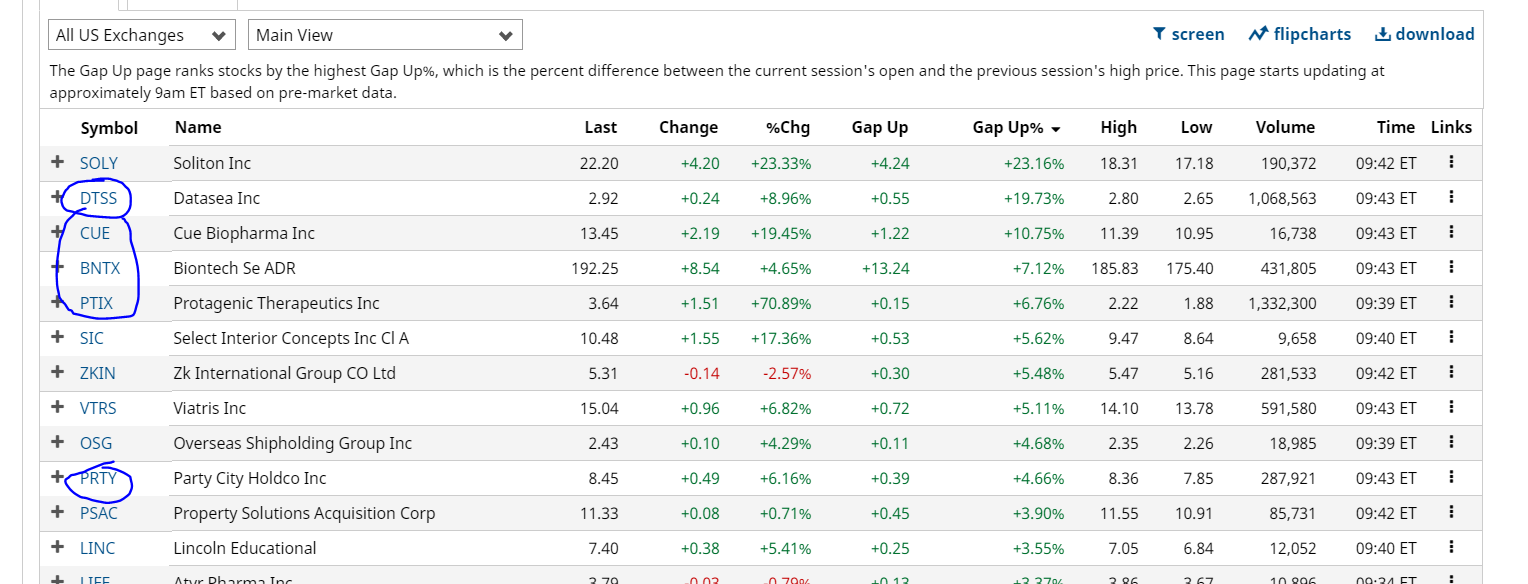 All US Exchanges Main View screen flipcharts download
The Gap Up page ranks stocks by the highest Gap Up%, which is the percent difference between the current session's open and the previous session's high price. This page starts updating at
approximately 9am ET based on pre-market data.
Symbol Name Last Change %Chg Gap Up Gap Up% High Low Volume Time Links
+ SOLY Soliton Inc 22.20 +4.20 +23.33% +4.24 +23.16% 18.31 17.18 190,372 09:42 ET
+ DTSS Datasea Inc 2.92 +0.24 +8.96% +0.55 +19.73% 2.80 2.65 1,068,563 09:43 ET
+ CUE Cue Biopharma Inc 13.45 +2.19 +19.45% +1.22 +10.75% 11.39 10.95 16,738 09:43 ET
+ BNTX Biontech Se ADR 192.25 +8.54 +4.65% +13.24 +7.12% 185.83 175.40 431,805 09:43 ET
+ PTIX Protagenic Therapeutics Inc 3.64 +1.51 +70.89% +0.15 +6.76% 2.22 1.88 1,332,300 09:39 ET
+ SIC Select Interior Concepts Inc Cl A 10.48 +1.55 +17.36% +0.53 +5.62% 9.47 8.64 9,658 09:40 ET
+ ZKIN Zk International Group CO Ltd 5.31 -0.14 -2.57% +0.30 +5.48% 5.47 5.16 281,533 09:42 ET
+ VTRS Viatris Inc 15.04 +0.96 +6.82% +0.72 +5.11% 14.10 13.78 591,580 09:43 ET
+ OSG Overseas Shipholding Group Inc 2.43 +0.10 +4.29% +0.11 +4.68% 2.35 2.26 18,985 09:39 ET
+ PRTY Party City Holdco Inc 8.45 +0.49 +6.16% +0.39 +4.66% 8.36 7.85 287,921 09:43 ET
+ PSAC Property Solutions Acquisition Corp 11.33 +0.08 +0.71% +0.45 +3.90% 11.55 10.91 85,731 09:42 ET
+ LINC Lincoln Educational 7.40 +0.38 +5.41% +0.25 +3.55% 7.05 6.84 12,052 09:40 ET
+ LIFE Atyr Pharma Inc 3.79 -0.03 -0.79% +0.13 +3.37% 3.86 3.67 10,896 09:34 ET